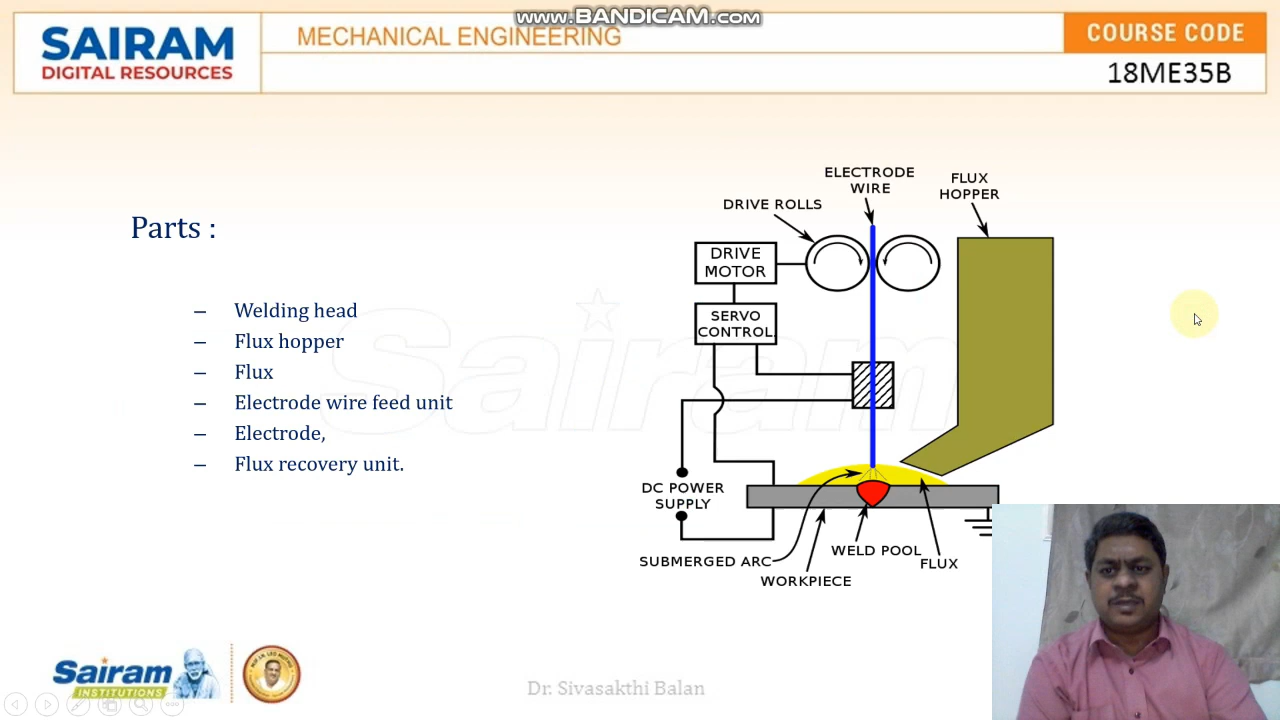 www.BANDICAM.com
SAIRAM
DIGITAL RESOURCES
MECHANICAL ENGINEERING
COURSE CODE
18ME35B
Parts :
– Welding head
– Flux hopper
– Flux
– Electrode wire feed unit
– Electrode,
– Flux recovery unit.
ELECTRODE
WIRE
FLUX
HOPPER
DRIVE ROLLS
DRIVE
MOTOR
SERVO
CONTROL
DC POWER
SUPPLY
SUBMERGED ARC
WORKPIECE
WELD POOL
FLUX
Sairam
Sairam
INSTITUTIONS
Dr. Sivasakthi Balan